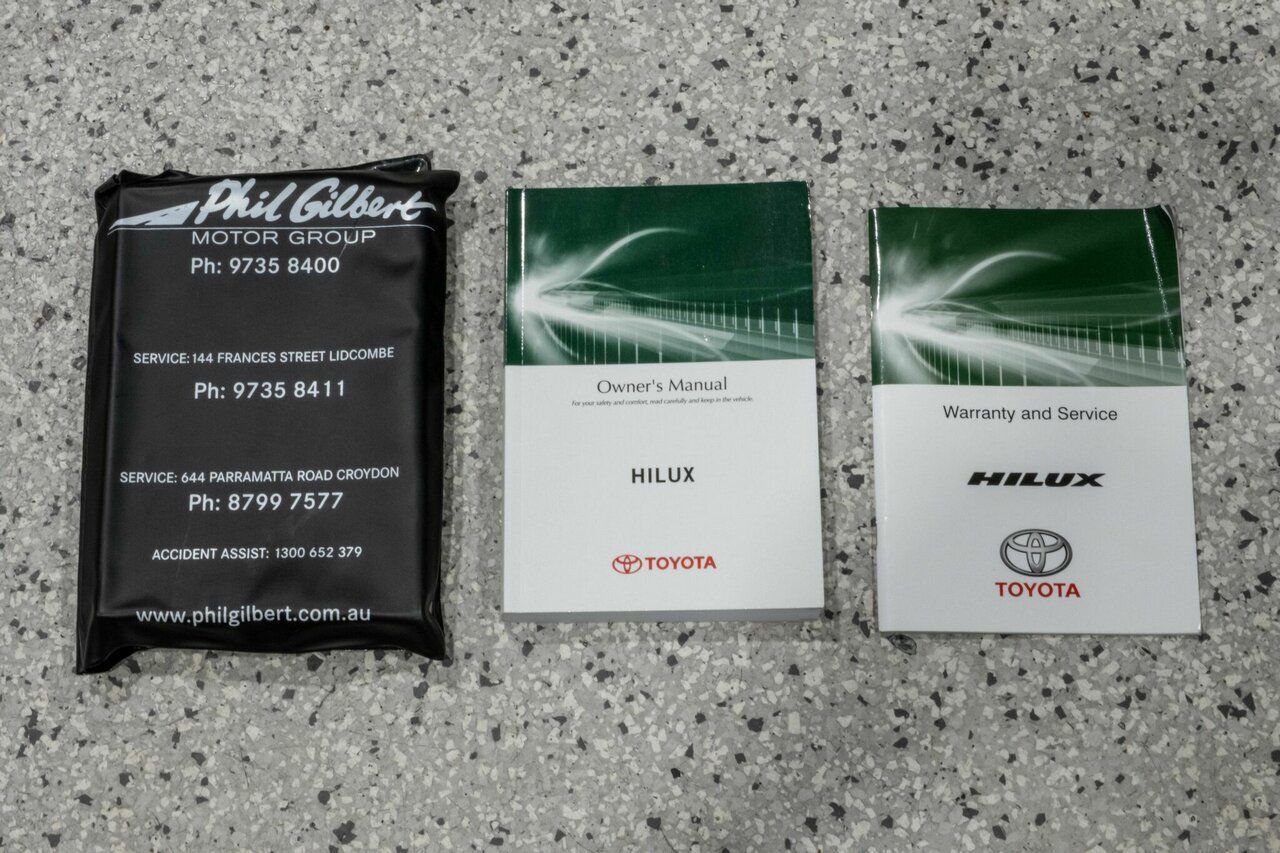 Phil Gilbert
MOTOR GROUP
Ph: 9735 8400
SERVICE: 144 FRANCES STREET LIDCOMBE
Ph: 9735 8411
SERVICE: 644 PARRAMATTA ROAD CROYDON
Ph: 8799 7577
ACCIDENT ASSIST: 1300 652 379
www.philgilbert.com.au
Owner's Manual
For your safety and comfort, read carefully and keep in the vehicle.
HILUX
TOYOTA
Warranty and Service
HILUX
TOYOTA